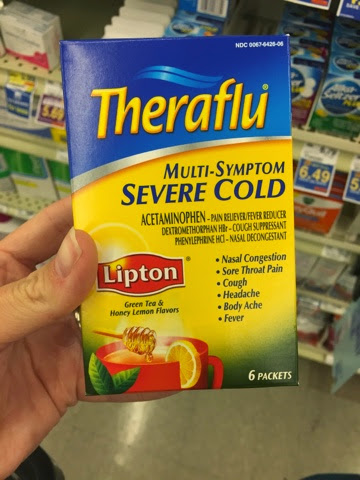 NDC 0067-6426-06
Theraflu®
MULTI-SYMPTOM
SEVERE COLD
ACETAMINOPHEN – PAIN RELIEVER/FEVER REDUCER
DEXTROMETHORPHAN HBr – COUGH SUPPRESSANT
PHENYLEPHRINE HCl – NASAL DECONGESTANT
Lipton®
Green Tea &
Honey Lemon Flavors
• Nasal Congestion
• Sore Throat Pain
• Cough
• Headache
• Body Ache
• Fever
6 PACKETS
6.49